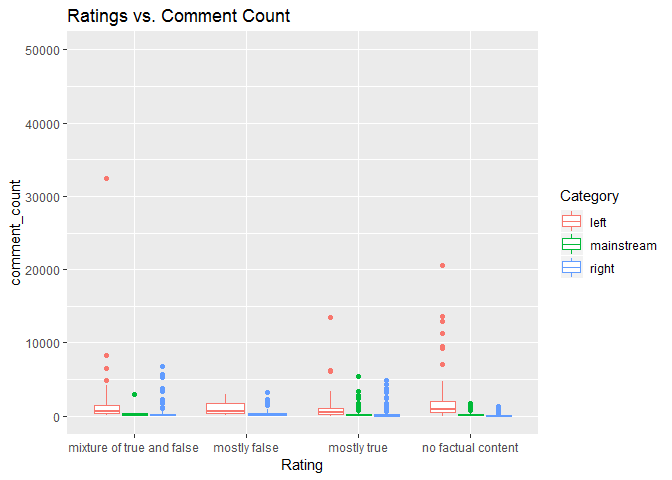 Ratings vs. Comment Count
50000
40000
30000
20000
10000
0
comment_count
mixture of true and false
mostly false
mostly true
no factual content
Rating
Category
left
mainstream
right